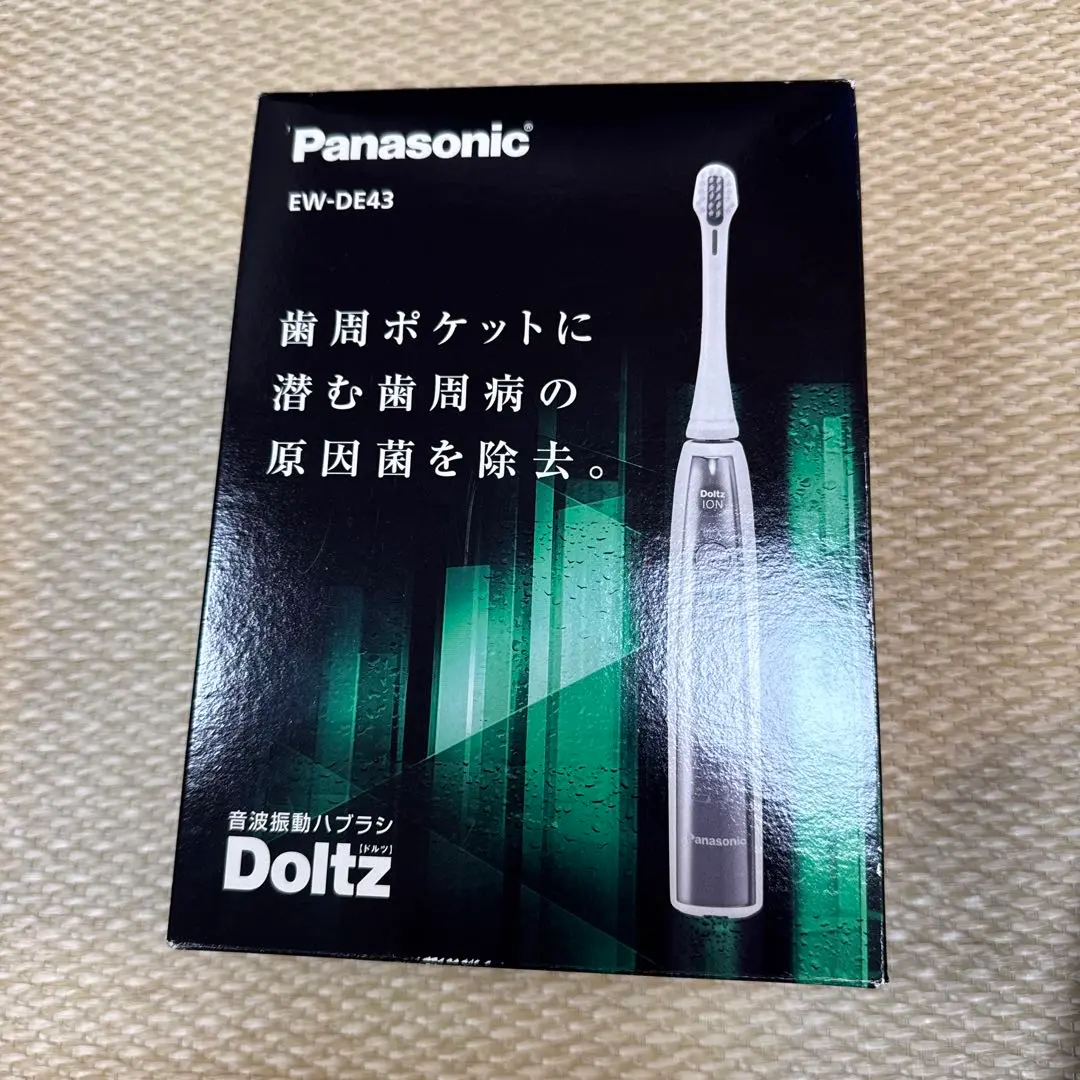 Panasonic®
EW-DE43
歯周ポケットに
潜む歯周病の
原因菌を除去。
Doltz
ION
Panasonic
音波振動ハブラシ
Doltz
[ドルツ]